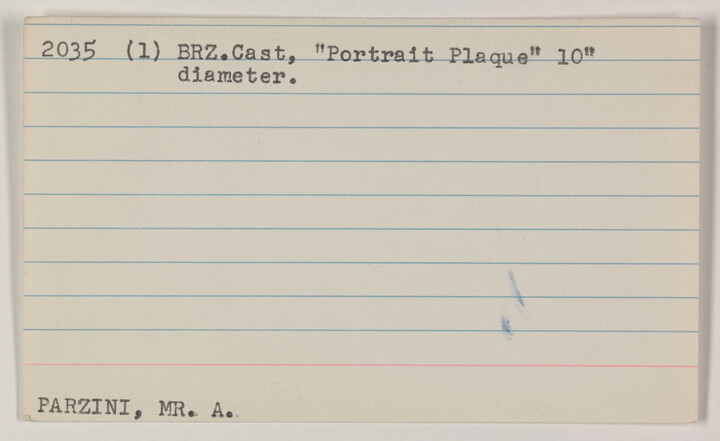 2035 (1) BRZ.Cast, "Portrait Plaque" 10"
diameter.
PARZINI, MR. A.